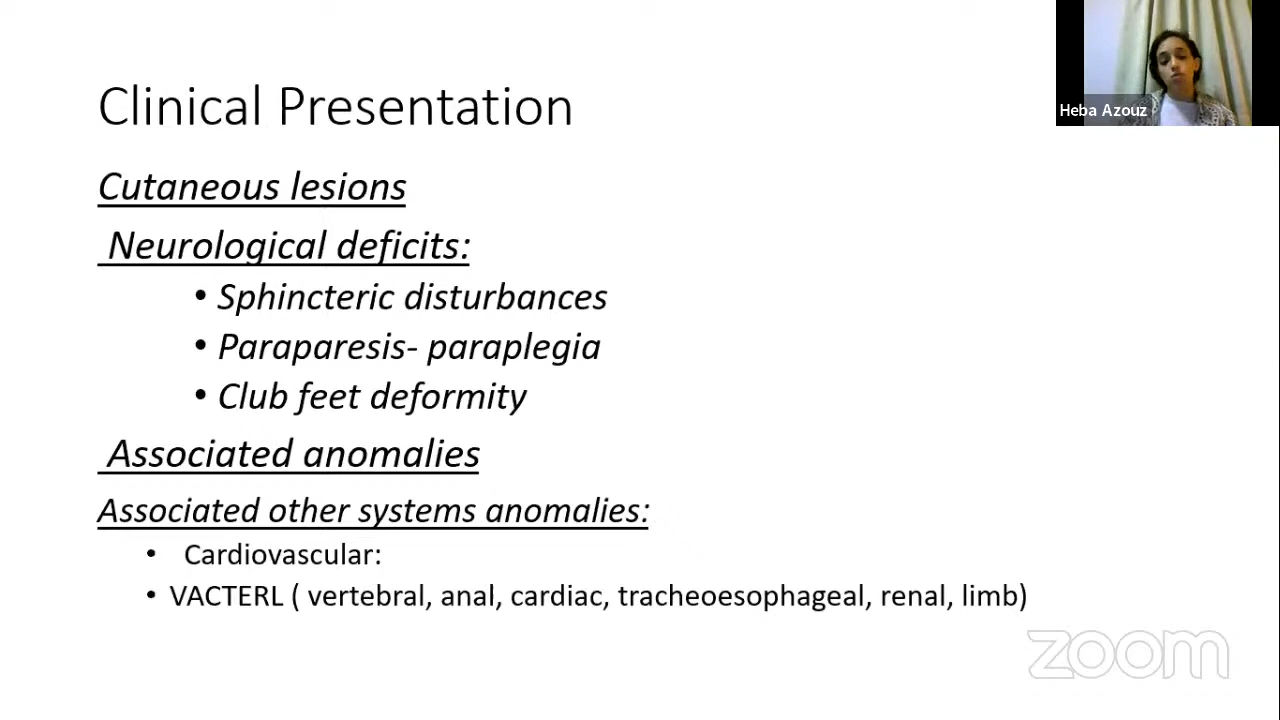 Heba Azouz
Clinical Presentation
Cutaneous lesions
Neurological deficits:
• Sphincteric disturbances
• Paraparesis- paraplegia
• Club feet deformity
Associated anomalies
Associated other systems anomalies:
• Cardiovascular:
• VACTERL ( vertebral, anal, cardiac, tracheoesophageal, renal, limb)
zoom